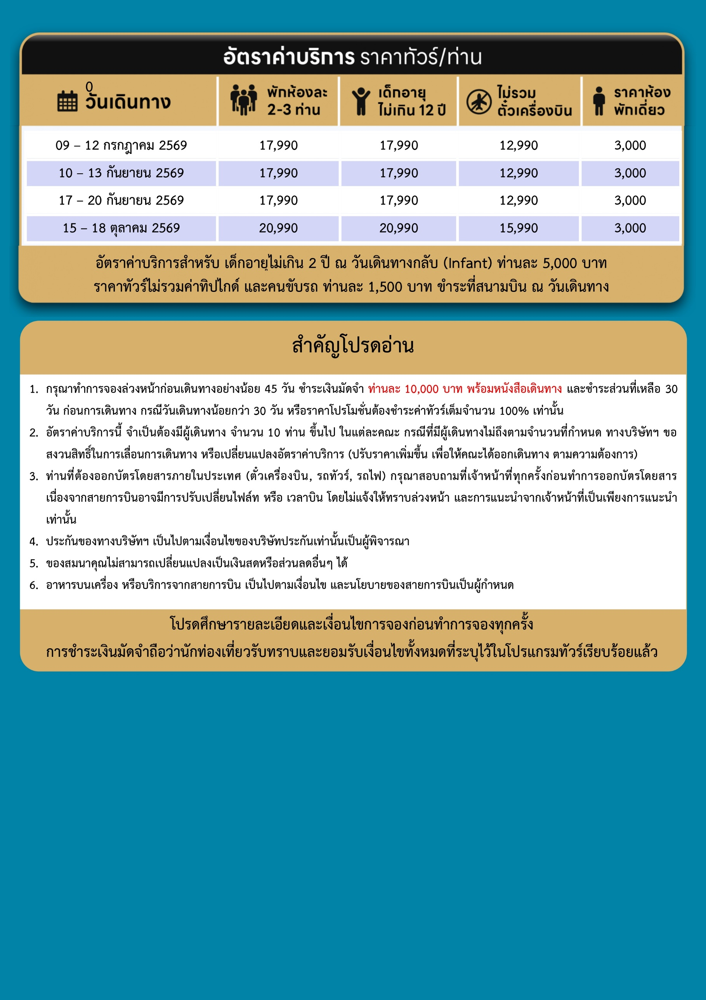 อัตราค่าบริการ ราคาทัวร์/ท่าน
0
วันเดินทาง
พักห้องละ
2-3 ท่าน
เด็กอายุ
ไม่เกิน 12 ปี
ไม่รวม
ตั๋วเครื่องบิน
ราคาห้อง
พักเดี่ยว
09 – 12 กรกฎาคม 2569 17,990 17,990 12,990 3,000
10 – 13 กันยายน 2569 17,990 17,990 12,990 3,000
17 – 20 กันยายน 2569 17,990 17,990 12,990 3,000
15 – 18 ตุลาคม 2569 20,990 20,990 15,990 3,000
อัตราค่าบริการสำหรับ เด็กอายุไม่เกิน 2 ปี ณ วันเดินทางกลับ (Infant) ท่านละ 5,000 บาท
ราคาทัวร์ไม่รวมค่าทิปไกด์ และคนขับรถ ท่านละ 1,500 บาท ชำระที่สนามบิน ณ วันเดินทาง
สำคัญโปรดอ่าน
1. กรุณาทำการจองล่วงหน้าก่อนเดินทางอย่างน้อย 45 วัน ชำระเงินมัดจำ ท่านละ 10,000 บาท พร้อมหนังสือเดินทาง และชำระส่วนที่เหลือ 30
วัน ก่อนการเดินทาง กรณีวันเดินทางน้อยกว่า 30 วัน หรือราคาโปรโมชั่นต้องชำระค่าทัวร์เต็มจำนวน 100% เท่านั้น
2. อัตราค่าบริการนี้ จำเป็นต้องมีผู้เดินทาง จำนวน 10 ท่าน ขึ้นไป ในแต่ละคณะ กรณีที่มีผู้เดินทางไม่ถึงตามจำนวนที่กำหนด ทางบริษัทฯ ขอ
สงวนสิทธิ์ในการเลื่อนการเดินทาง หรือเปลี่ยนแปลงอัตราค่าบริการ (ปรับราคาเพิ่มขึ้น เพื่อให้คณะได้ออกเดินทาง ตามความต้องการ)
3. ท่านที่ต้องออกบัตรโดยสารภายในประเทศ (ตั๋วเครื่องบิน, รถทัวร์, รถไฟ) กรุณาสอบถามที่เจ้าหน้าที่ทุกครั้งก่อนทำการออกบัตรโดยสาร
เนื่องจากสายการบินอาจมีการปรับเปลี่ยนไฟล์ท หรือ เวลาบิน โดยไม่แจ้งให้ทราบล่วงหน้า และการแนะนำจากเจ้าหน้าที่เป็นเพียงการแนะนำ
เท่านั้น
4. ประกันของทางบริษัทฯ เป็นไปตามเงื่อนไขของบริษัทประกันเท่านั้นเป็นผู้พิจารณา
5. ของสมนาคุณไม่สามารถเปลี่ยนแปลงเป็นเงินสดหรือส่วนลดอื่นๆ ได้
6. อาหารบนเครื่อง หรือบริการจากสายการบิน เป็นไปตามเงื่อนไข และนโยบายของสายการบินเป็นผู้กำหนด
โปรดศึกษารายละเอียดและเงื่อนไขการจองก่อนทำการจองทุกครั้ง
การชำระเงินมัดจำถือว่านักท่องเที่ยวรับทราบและยอมรับเงื่อนไขทั้งหมดที่ระบุไว้ในโปรแกรมทัวร์เรียบร้อยแล้ว